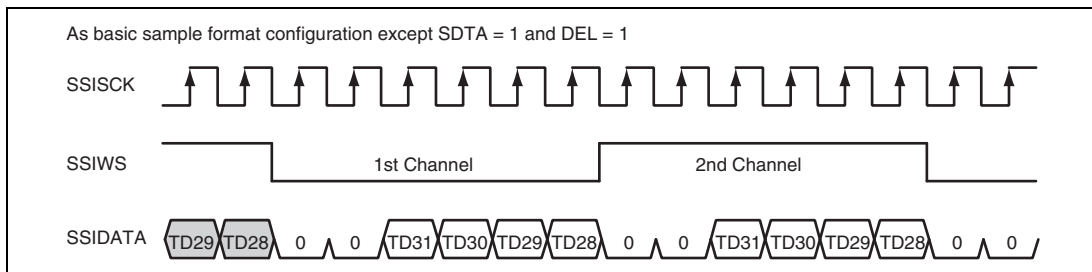 As basic sample format configuration except SDTA = 1 and DEL = 1
SSISCK
SSIWS 1st Channel 2nd Channel
SSIDATA TD29 TD28 0 0 TD31 TD30 TD29 TD28 0 0 TD31 TD30 TD29 TD28 0 0